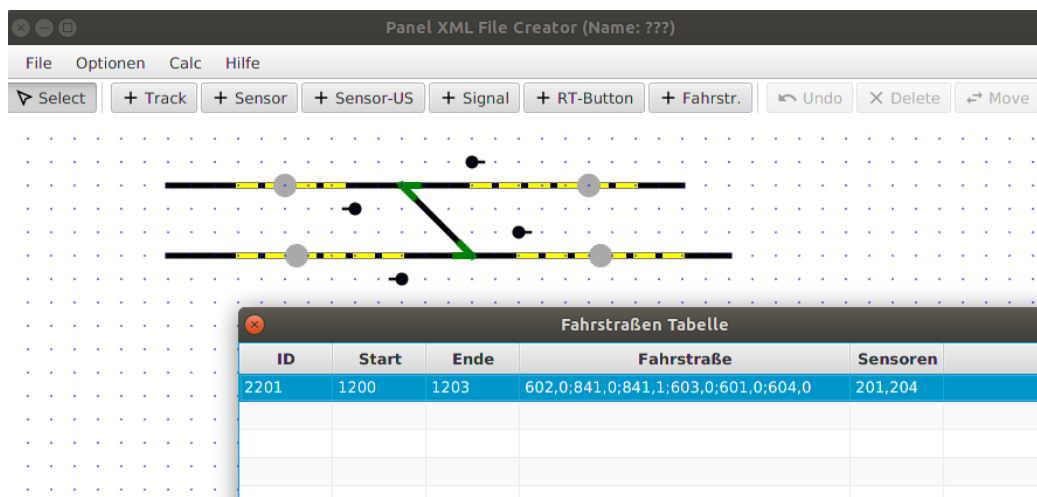 Panel XML File Creator (Name: ???)
File Optionen Calc Hilfe
Select + Track + Sensor + Sensor-US + Signal + RT-Button + Fahrstr. Undo Delete Move
Fahrstraßen Tabelle
ID Start Ende Fahrstraße Sensoren
2201 1200 1203 602,0;841,0;841,1;603,0;601,0;604,0 201,204